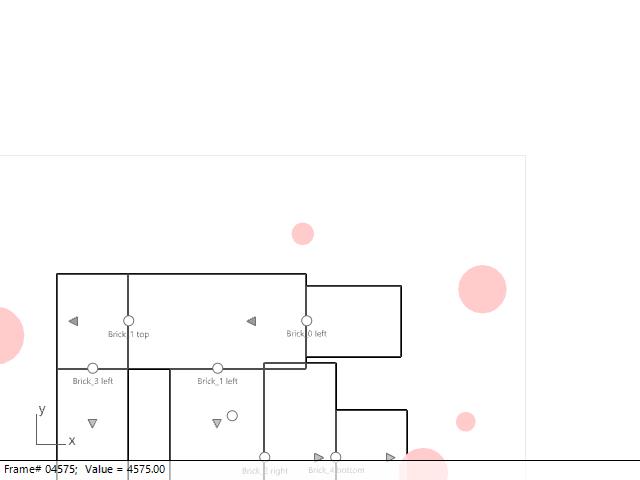 Brick_1 top
Brick_0 left
Brick_3 left
Brick_1 left
y
x
Frame# 04575; Value = 4575.00
Brick_2 right
Brick_4 bottom